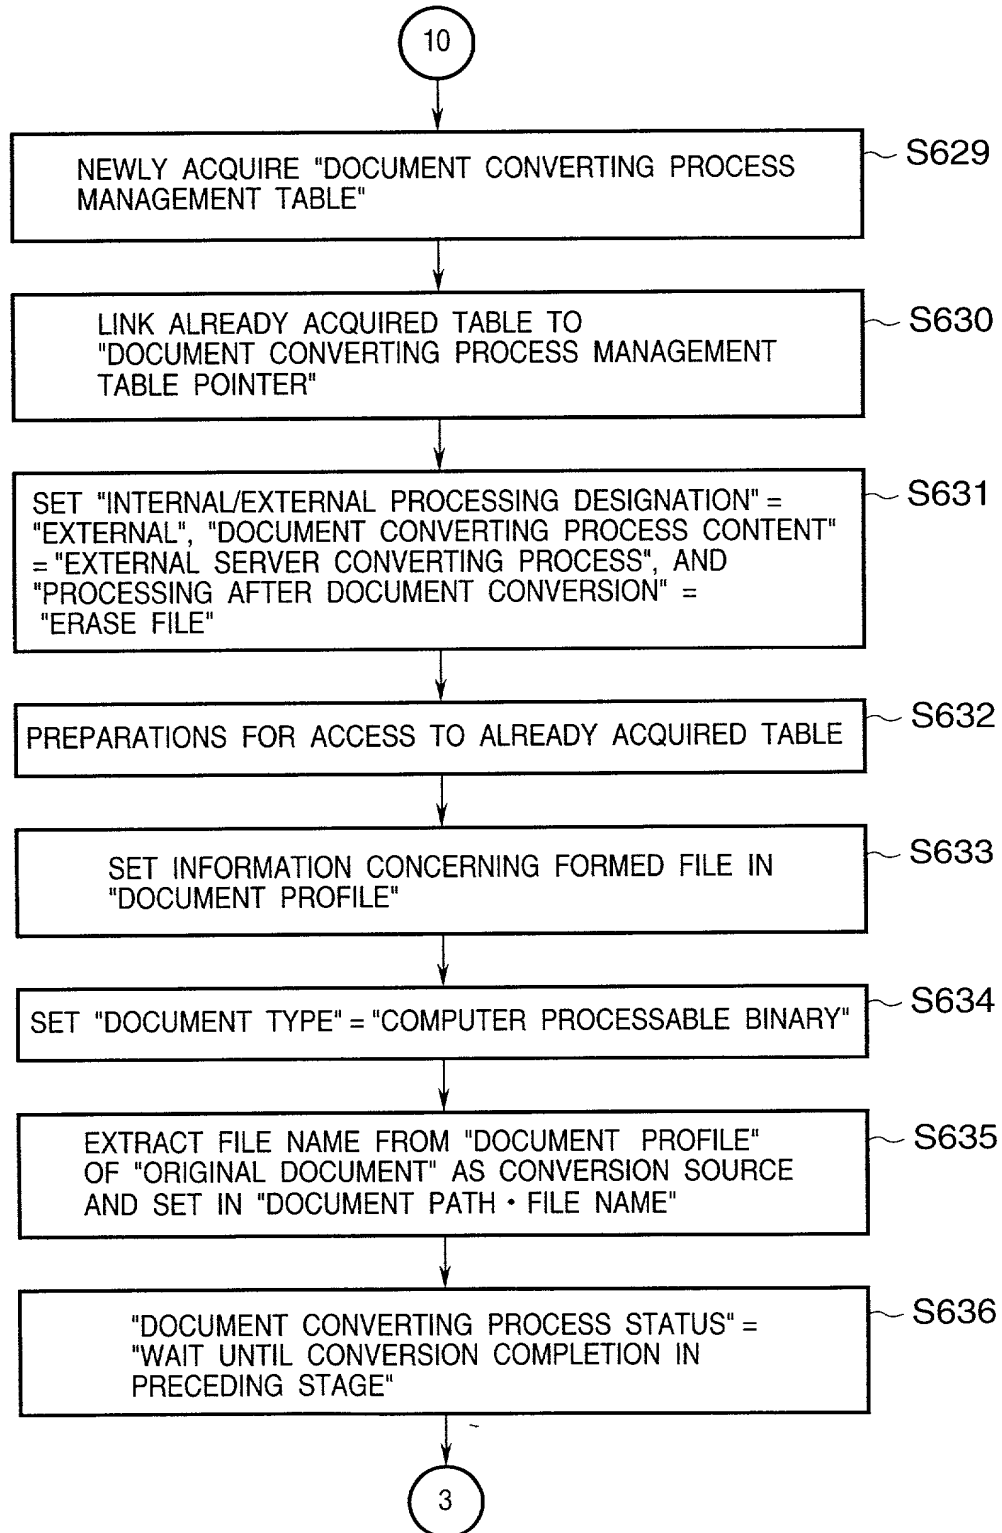 10
NEWLY ACQUIRE "DOCUMENT CONVERTING PROCESS
MANAGEMENT TABLE"
S629
LINK ALREADY ACQUIRED TABLE TO
"DOCUMENT CONVERTING PROCESS MANAGEMENT
TABLE POINTER"
S630
SET "INTERNAL/EXTERNAL PROCESSING DESIGNATION" =
"EXTERNAL", "DOCUMENT CONVERTING PROCESS CONTENT"
= "EXTERNAL SERVER CONVERTING PROCESS", AND
"PROCESSING AFTER DOCUMENT CONVERSION" =
"ERASE FILE"
S631
PREPARATIONS FOR ACCESS TO ALREADY ACQUIRED TABLE
S632
SET INFORMATION CONCERNING FORMED FILE IN
"DOCUMENT PROFILE"
S633
SET "DOCUMENT TYPE" = "COMPUTER PROCESSABLE BINARY"
S634
EXTRACT FILE NAME FROM "DOCUMENT PROFILE"
OF "ORIGINAL DOCUMENT" AS CONVERSION SOURCE
AND SET IN "DOCUMENT PATH・FILE NAME"
S635
"DOCUMENT CONVERTING PROCESS STATUS" =
"WAIT UNTIL CONVERSION COMPLETION IN
PRECEDING STAGE"
S636
3